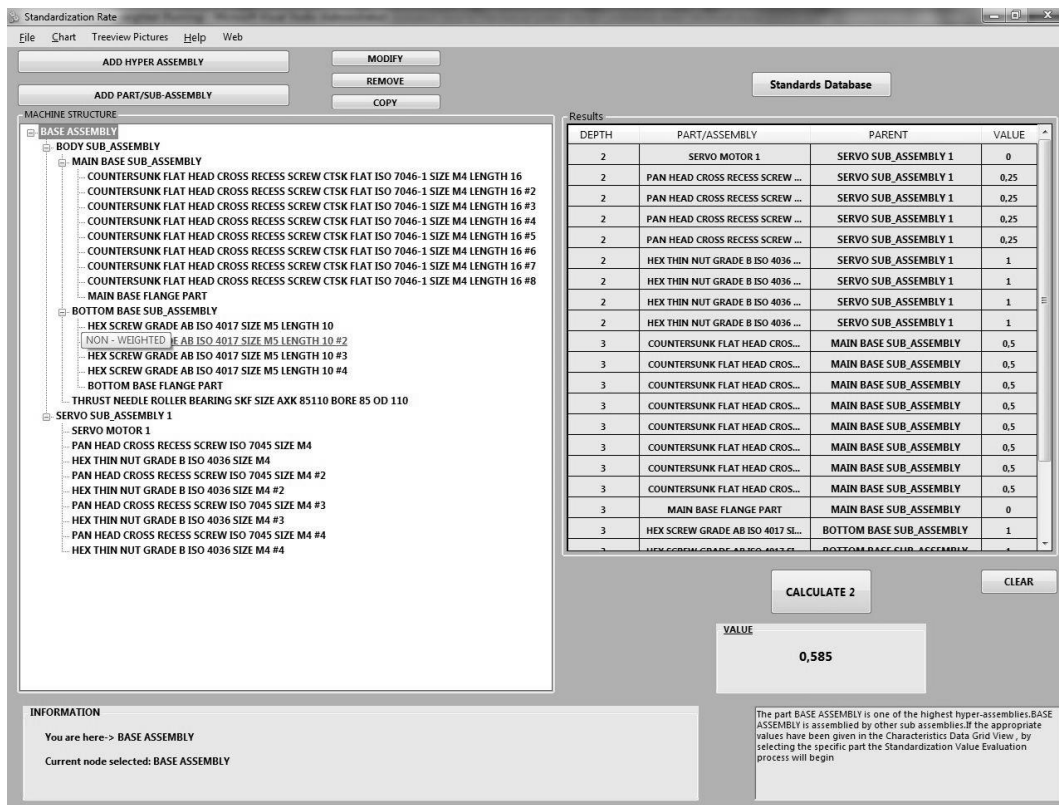 Standardization Rate
File Chart Treeview Pictures Help Web
ADD HYPER ASSEMBLY
MODIFY
REMOVE
ADD PART/SUB-ASSEMBLY
COPY
Standards Database
MACHINE STRUCTURE
BASE ASSEMBLY
BODY SUB_ASSEMBLY
MAIN BASE SUB_ASSEMBLY
COUNTERSUNK FLAT HEAD CROSS RECESS SCREW CTSK FLAT ISO 7046-1 SIZE M4 LENGTH 16
COUNTERSUNK FLAT HEAD CROSS RECESS SCREW CTSK FLAT ISO 7046-1 SIZE M4 LENGTH 16 #2
COUNTERSUNK FLAT HEAD CROSS RECESS SCREW CTSK FLAT ISO 7046-1 SIZE M4 LENGTH 16 #3
COUNTERSUNK FLAT HEAD CROSS RECESS SCREW CTSK FLAT ISO 7046-1 SIZE M4 LENGTH 16 #4
COUNTERSUNK FLAT HEAD CROSS RECESS SCREW CTSK FLAT ISO 7046-1 SIZE M4 LENGTH 16 #5
COUNTERSUNK FLAT HEAD CROSS RECESS SCREW CTSK FLAT ISO 7046-1 SIZE M4 LENGTH 16 #6
COUNTERSUNK FLAT HEAD CROSS RECESS SCREW CTSK FLAT ISO 7046-1 SIZE M4 LENGTH 16 #7
COUNTERSUNK FLAT HEAD CROSS RECESS SCREW CTSK FLAT ISO 7046-1 SIZE M4 LENGTH 16 #8
MAIN BASE FLANGE PART
BOTTOM BASE SUB_ASSEMBLY
HEX SCREW GRADE AB ISO 4017 SIZE M5 LENGTH 10
NON - WEIGHTED E AB ISO 4017 SIZE M5 LENGTH 10 #2
HEX SCREW GRADE AB ISO 4017 SIZE M5 LENGTH 10 #3
HEX SCREW GRADE AB ISO 4017 SIZE M5 LENGTH 10 #4
BOTTOM BASE FLANGE PART
THRUST NEEDLE ROLLER BEARING SKF SIZE AXK 85110 BORE 85 OD 110
SERVO SUB_ASSEMBLY 1
SERVO MOTOR 1
PAN HEAD CROSS RECESS SCREW ISO 7045 SIZE M4
HEX THIN NUT GRADE B ISO 4036 SIZE M4
PAN HEAD CROSS RECESS SCREW ISO 7045 SIZE M4 #2
HEX THIN NUT GRADE B ISO 4036 SIZE M4 #2
PAN HEAD CROSS RECESS SCREW ISO 7045 SIZE M4 #3
HEX THIN NUT GRADE B ISO 4036 SIZE M4 #3
PAN HEAD CROSS RECESS SCREW ISO 7045 SIZE M4 #4
HEX THIN NUT GRADE B ISO 4036 SIZE M4 #4
Results
DEPTH PART/ASSEMBLY PARENT VALUE
2 SERVO MOTOR 1 SERVO SUB_ASSEMBLY 1 0
2 PAN HEAD CROSS RECESS SCREW ... SERVO SUB_ASSEMBLY 1 0,25
2 PAN HEAD CROSS RECESS SCREW ... SERVO SUB_ASSEMBLY 1 0,25
2 PAN HEAD CROSS RECESS SCREW ... SERVO SUB_ASSEMBLY 1 0,25
2 PAN HEAD CROSS RECESS SCREW ... SERVO SUB_ASSEMBLY 1 0,25
2 HEX THIN NUT GRADE B ISO 4036 ... SERVO SUB_ASSEMBLY 1 1
2 HEX THIN NUT GRADE B ISO 4036 ... SERVO SUB_ASSEMBLY 1 1
2 HEX THIN NUT GRADE B ISO 4036 ... SERVO SUB_ASSEMBLY 1 1
2 HEX THIN NUT GRADE B ISO 4036 ... SERVO SUB_ASSEMBLY 1 1
3 COUNTERSUNK FLAT HEAD CROS... MAIN BASE SUB_ASSEMBLY 0,5
3 COUNTERSUNK FLAT HEAD CROS... MAIN BASE SUB_ASSEMBLY 0,5
3 COUNTERSUNK FLAT HEAD CROS... MAIN BASE SUB_ASSEMBLY 0,5
3 COUNTERSUNK FLAT HEAD CROS... MAIN BASE SUB_ASSEMBLY 0,5
3 COUNTERSUNK FLAT HEAD CROS... MAIN BASE SUB_ASSEMBLY 0,5
3 COUNTERSUNK FLAT HEAD CROS... MAIN BASE SUB_ASSEMBLY 0,5
3 COUNTERSUNK FLAT HEAD CROS... MAIN BASE SUB_ASSEMBLY 0,5
3 COUNTERSUNK FLAT HEAD CROS... MAIN BASE SUB_ASSEMBLY 0,5
3 MAIN BASE FLANGE PART MAIN BASE SUB_ASSEMBLY 0
3 HEX SCREW GRADE AB ISO 4017 SI... BOTTOM BASE SUB_ASSEMBLY 1
CALCULATE 2
CLEAR
VALUE
0,585
INFORMATION
You are here-> BASE ASSEMBLY
Current node selected: BASE ASSEMBLY
The part BASE ASSEMBLY is one of the highest hyper-assemblies.BASE
ASSEMBLY is assemblied by other sub assemblies.If the appropriate
values have been given in the Characteristics Data Grid View , by
selecting the specific part the Standardization Value Evaluation
process will begin